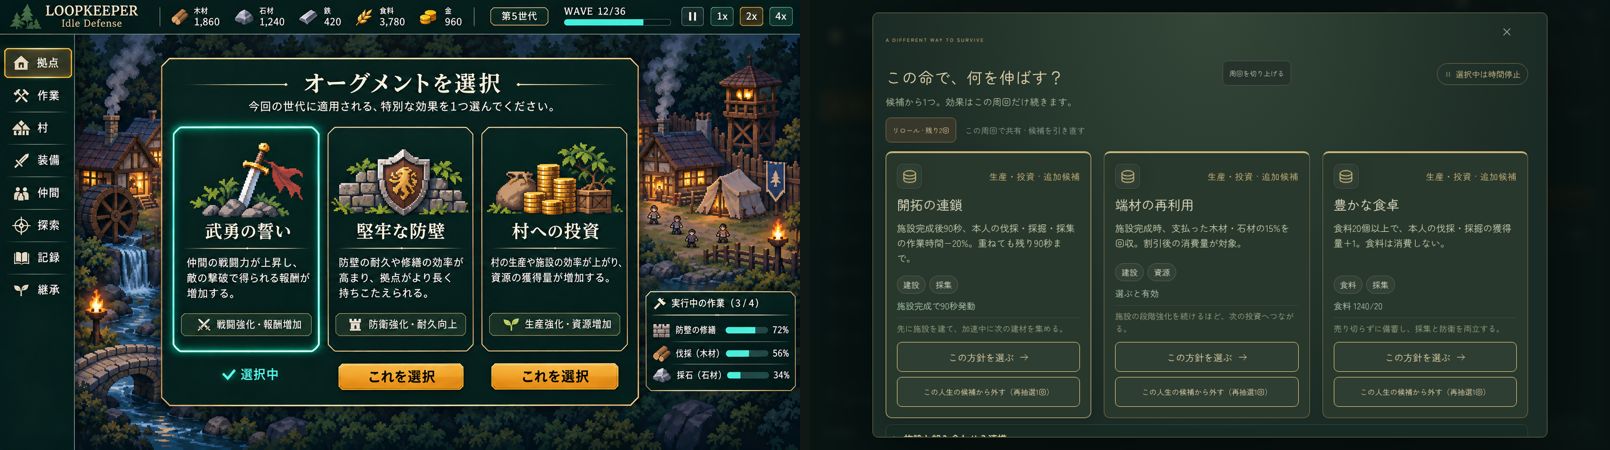 LOOPKEEPER
Idle Defense
木材
1,860
石材
1,240
鉄
420
食料
3,780
金
960
第5世代
WAVE 12/36
1x
2x
4x
拠点
作業
村
装備
仲間
探索
記録
継承
オーグメントを選択
今回の世代に適用される、特別な効果を1つ選んでください。
武勇の誓い
仲間の戦闘力が上昇し、
敵の撃破で得られる報酬が
増加する。
戦闘強化・報酬増加
選択中
堅牢な防壁
防壁の耐久や修繕の効率が
高まり、拠点がより長く
持ちこたえられる。
防衛強化・耐久向上
これを選択
村への投資
村の生産や施設の効率が上がり、
資源の獲得量が増加する。
生産強化・資源増加
これを選択
実行中の作業(3/4)
防壁の修繕
72%
伐採(木材)
56%
採石(石材)
34%
A DIFFERENT WAY TO SURVIVE
この命で、何を伸ばす？
候補から1つ。効果はこの周回だけ続きます。
周回を切り上げる
選択中は時間停止
リロール・残り2回
この周回で共有・候補を引き直す
生産・投資・追加候補
開拓の連鎖
施設完成後90秒、本人の伐採・採掘・採集
の作業時間−20%。重ねても残り90秒ま
で。
建設
採集
施設完成で90秒発動
先に施設を建て、加速中に次の建材を集める。
この方針を選ぶ →
この人生の候補から外す（再抽選1回）
生産・投資・追加候補
端材の再利用
施設完成時、支払った木材・石材の15%を
回収。割引後の消費量が対象。
建設
資源
選ぶと有効
施設の段階強化を続けるほど、次の投資へつなが
る。
この方針を選ぶ →
この人生の候補から外す（再抽選1回）
生産・投資・追加候補
豊かな食卓
食料20個以上で、本人の伐採・採掘の獲得
量＋1。食料は消費しない。
食料
採集
食料 1240/20
売り切らずに備蓄し、採集と防衛を両立する。
この方針を選ぶ →
この人生の候補から外す（再抽選1回）